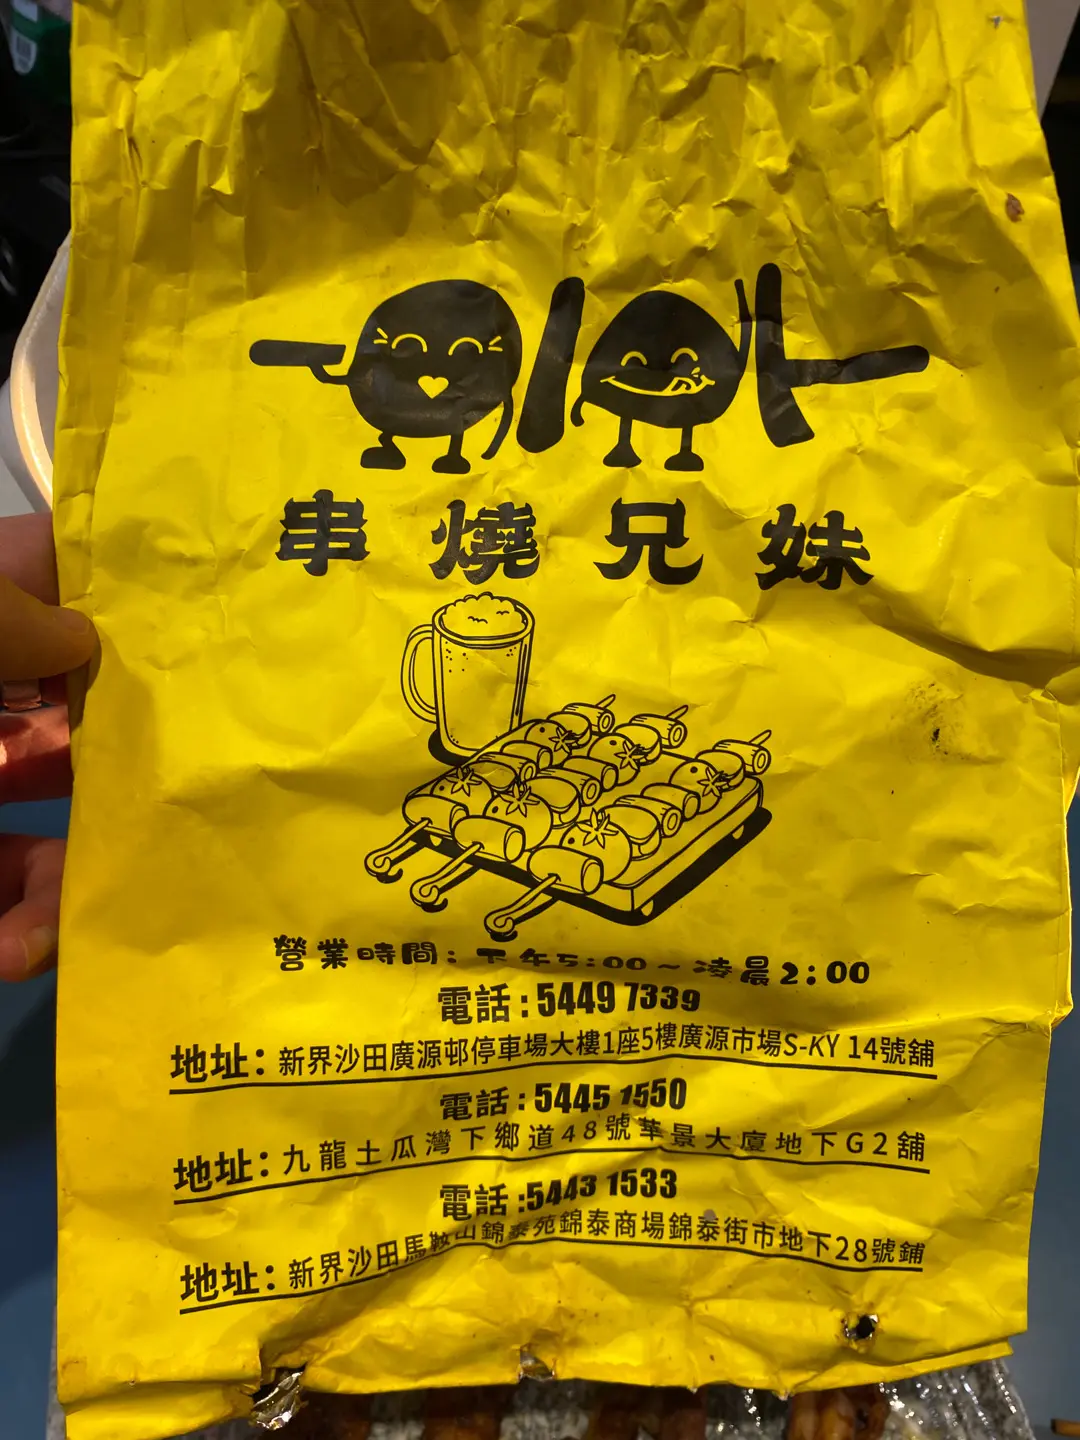 串燒兄妹
營業時間：下午5:00～凌晨2:00
電話：5449 7339
地址：新界沙田廣源邨停車場大樓1座5樓廣源市場S-KY 14號舖
電話：5445 1550
地址：九龍土瓜灣下鄉道48號華景大廈地下G2舖
電話：5443 1533
地址：新界沙田馬鞍山錦泰苑錦泰商場錦泰街市地下28號鋪